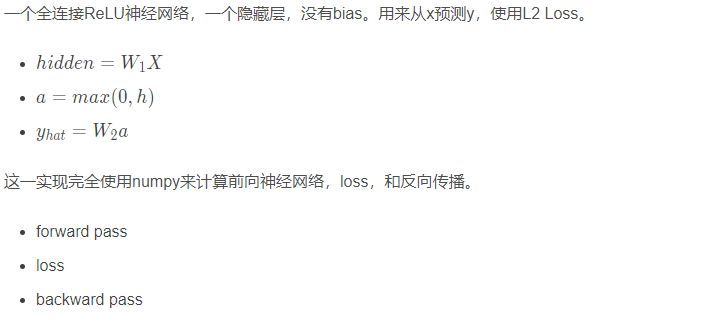 一个全连接ReLU神经网络，一个隐藏层，没有bias。用来从x预测y，使用L2 Loss。
hidden = W₁X
a = max(0, h)
y_{hat} = W₂a
这一实现完全使用numpy来计算前向神经网络，loss，和反向传播。
forward pass
loss
backward pass